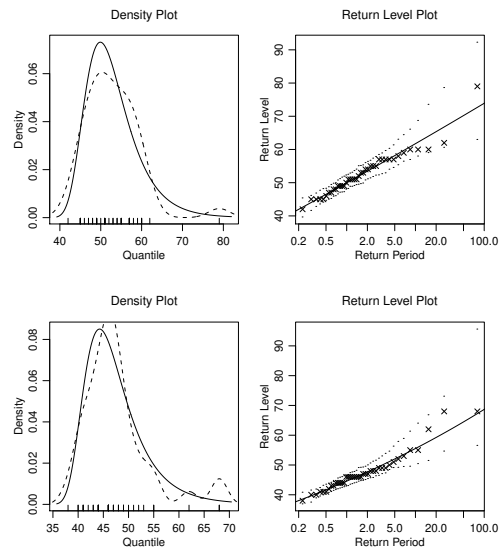 Density Plot
Return Level Plot
Density
0.00 0.02 0.04 0.06
40 50 60 70 80
Quantile
Return Level
40 50 60 70 80 90
0.2 0.5 2.0 5.0 20.0 100.0
Return Period
Density Plot
Return Level Plot
Density
0.00 0.02 0.04 0.06 0.08
35 40 45 50 55 60 65 70
Quantile
Return Level
40 50 60 70 80 90
0.2 0.5 2.0 5.0 20.0 100.0
Return Period